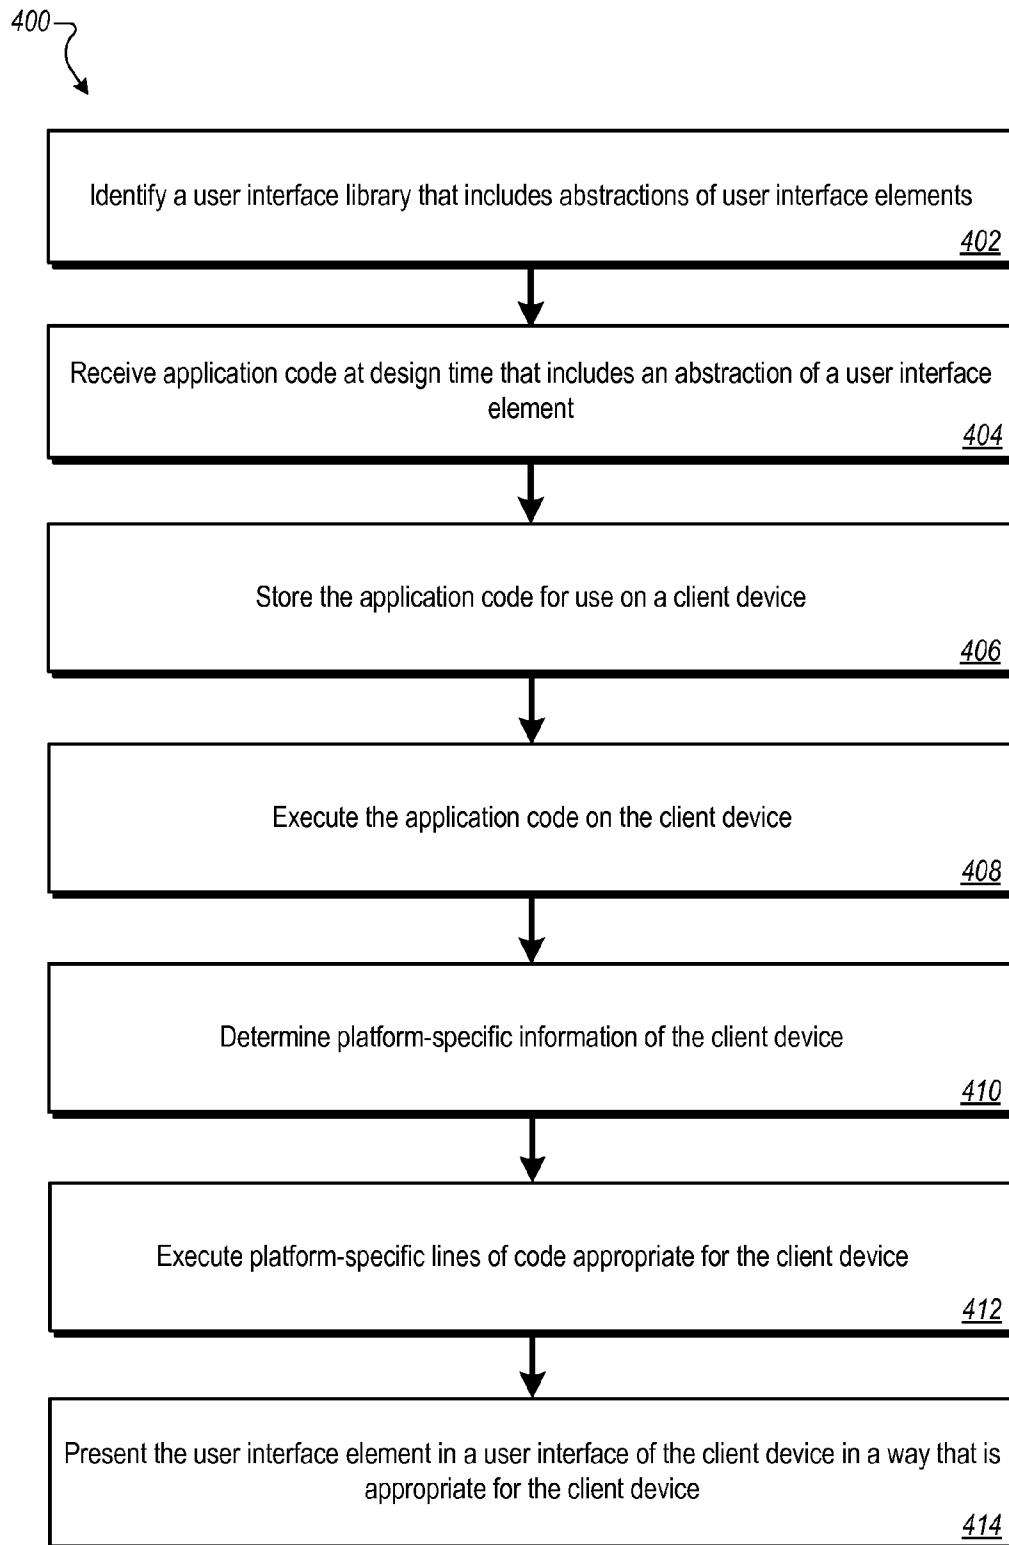 400
Identify a user interface library that includes abstractions of user interface elements
402
Receive application code at design time that includes an abstraction of a user interface
element
404
Store the application code for use on a client device
406
Execute the application code on the client device
408
Determine platform-specific information of the client device
410
Execute platform-specific lines of code appropriate for the client device
412
Present the user interface element in a user interface of the client device in a way that is
appropriate for the client device
414